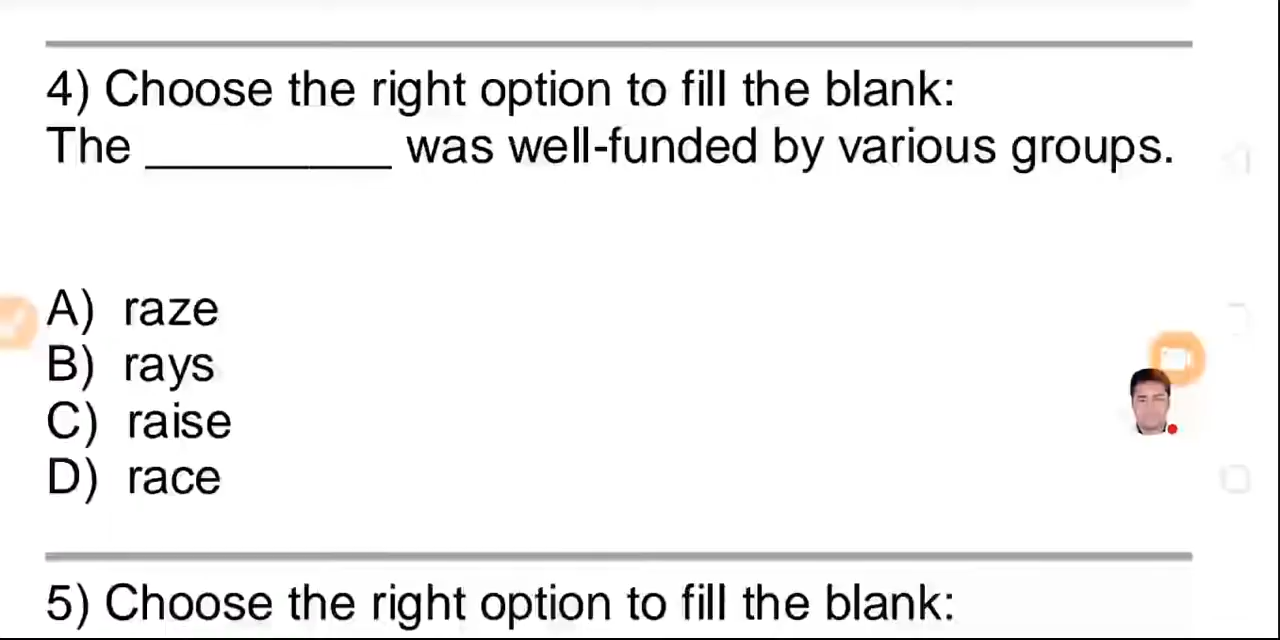 4) Choose the right option to fill the blank:
The __________ was well-funded by various groups.
A) raze
B) rays
C) raise
D) race
5) Choose the right option to fill the blank: